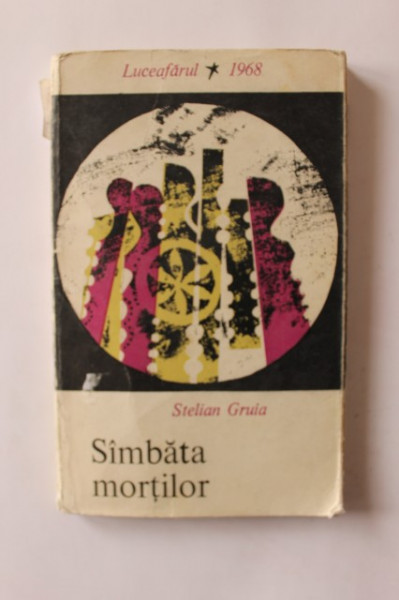 Luceafărul ★ 1968
Stelian Gruia
Sîmbăta
morților